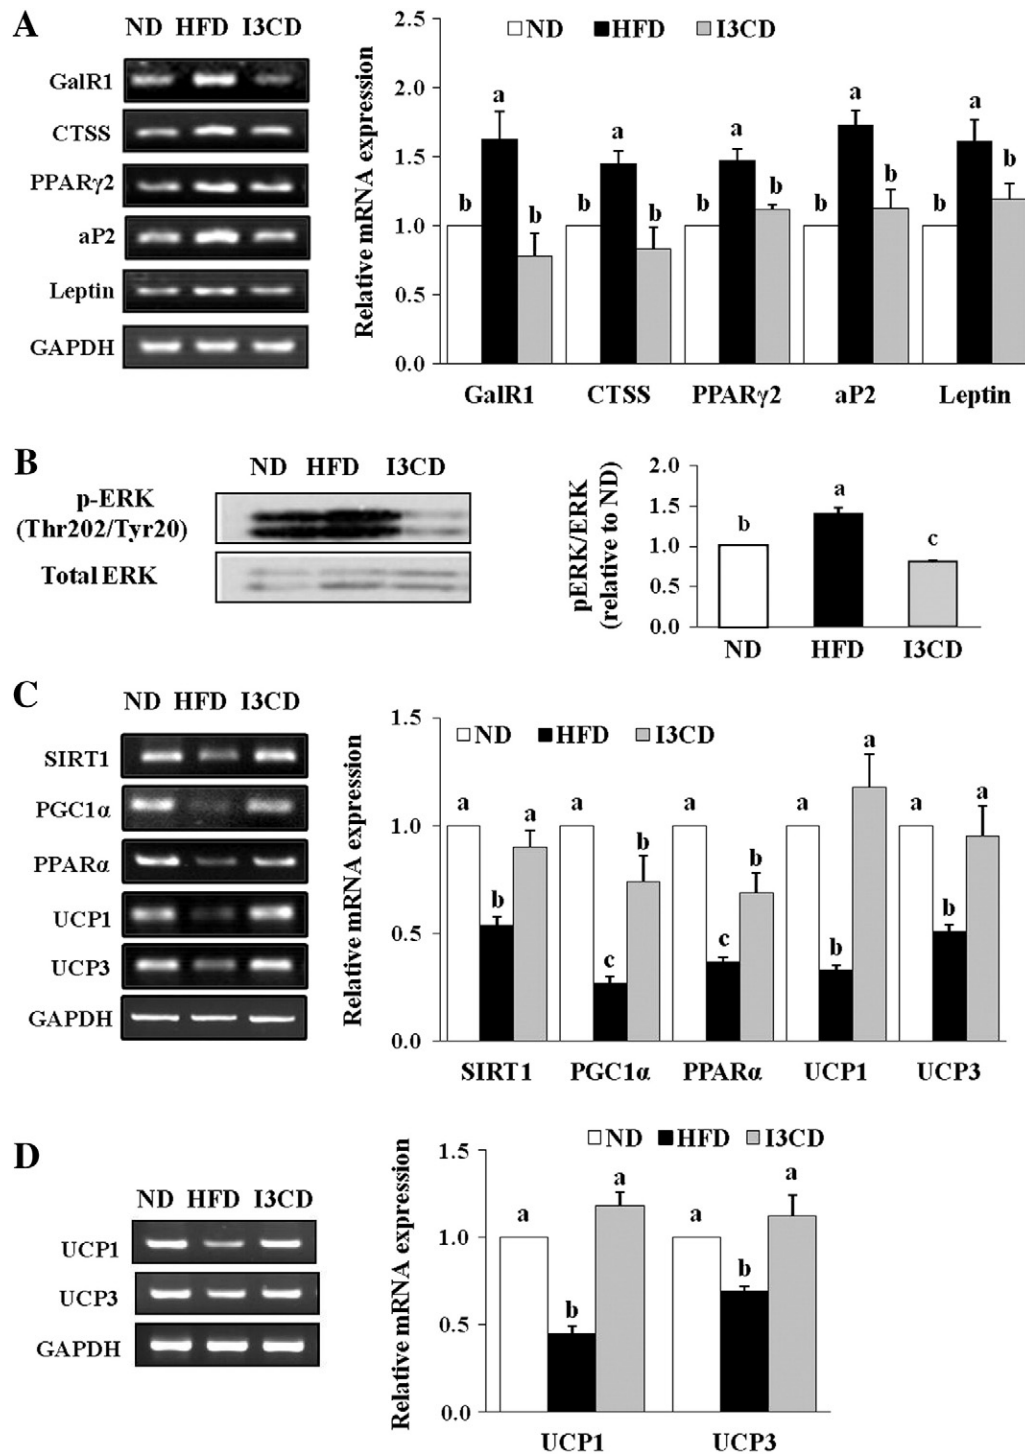 A
ND HFD I3CD
GalR1
CTSS
PPARγ2
aP2
Leptin
GAPDH
Relative mRNA expression
2.5
2.0
1.5
1.0
0.5
0.0
ND HFD I3CD
b a b
b a b
b a b
b a b
b a b
GalR1 CTSS PPARγ2 aP2 Leptin
B
ND HFD I3CD
p-ERK
(Thr202/Tyr20)
Total ERK
pERK/ERK
(relative to ND)
2.0
1.5
1.0
0.5
0.0
b a c
ND HFD I3CD
C
ND HFD I3CD
SIRT1
PGC1α
PPARα
UCP1
UCP3
GAPDH
Relative mRNA expression
1.5
1.0
0.5
0.0
ND HFD I3CD
a b a
a c b
a c b
a b a
a b a
SIRT1 PGC1α PPARα UCP1 UCP3
D
ND HFD I3CD
UCP1
UCP3
GAPDH
Relative mRNA expression
1.5
1.0
0.5
0.0
ND HFD I3CD
a b a
a b a
UCP1 UCP3